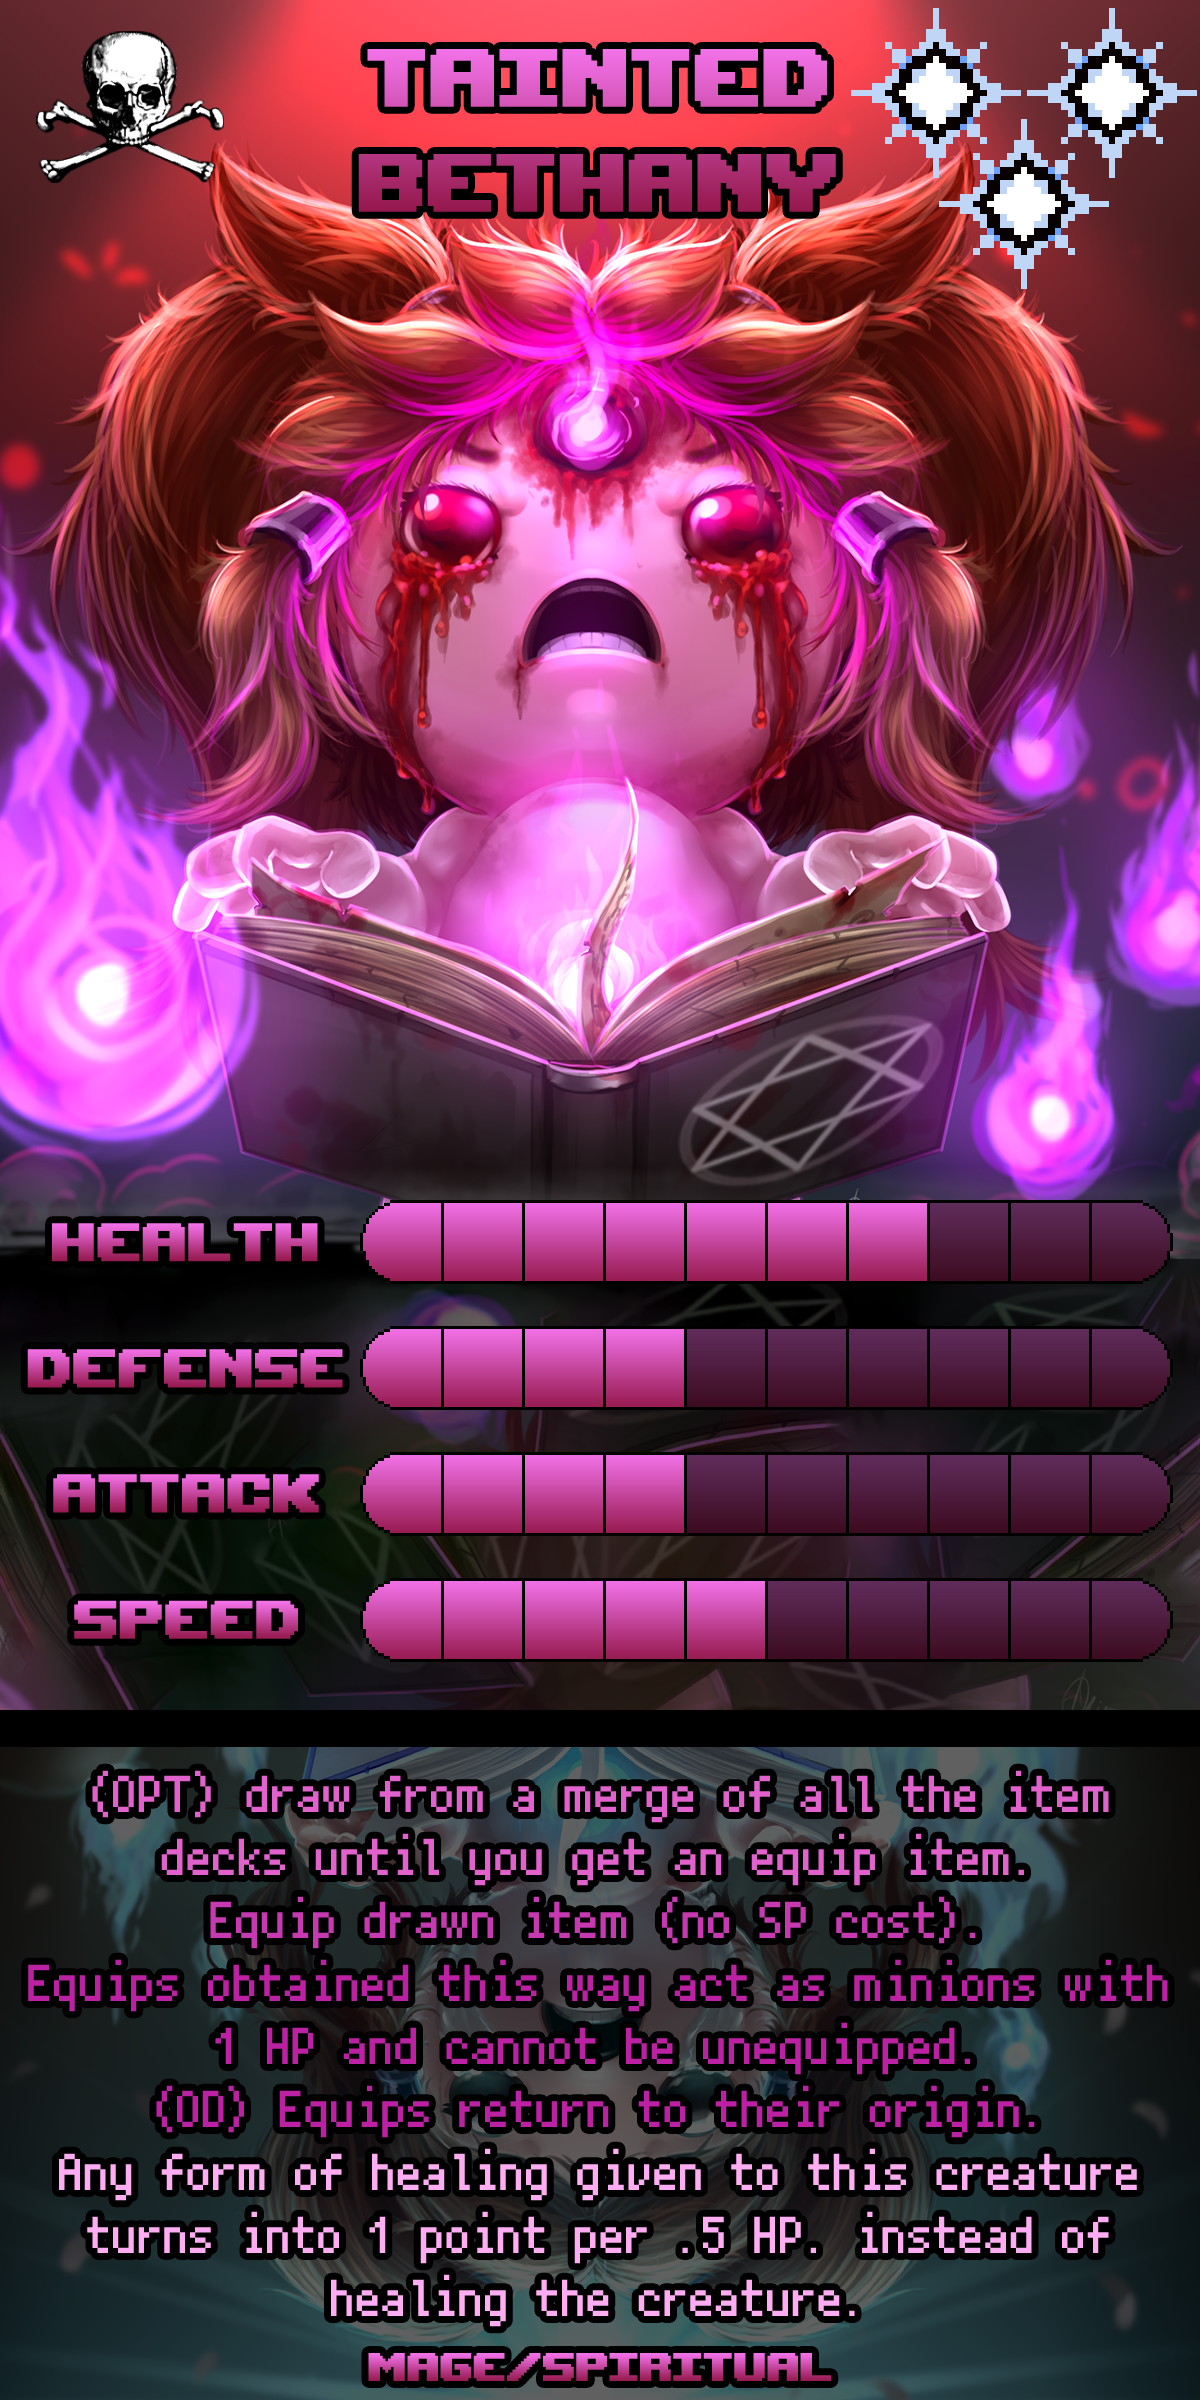 TAINTED
BETHANY
HEALTH
DEFENSE
ATTACK
SPEED
(OPT) draw from a merge of all the item
decks until you get an equip item.
Equip drawn item (no SP cost).
Equips obtained this way act as minions with
1 HP and cannot be unequipped.
(OD) Equips return to their origin.
Any form of healing given to this creature
turns into 1 point per .5 HP. instead of
healing the creature.
MAGE/SPIRITUAL